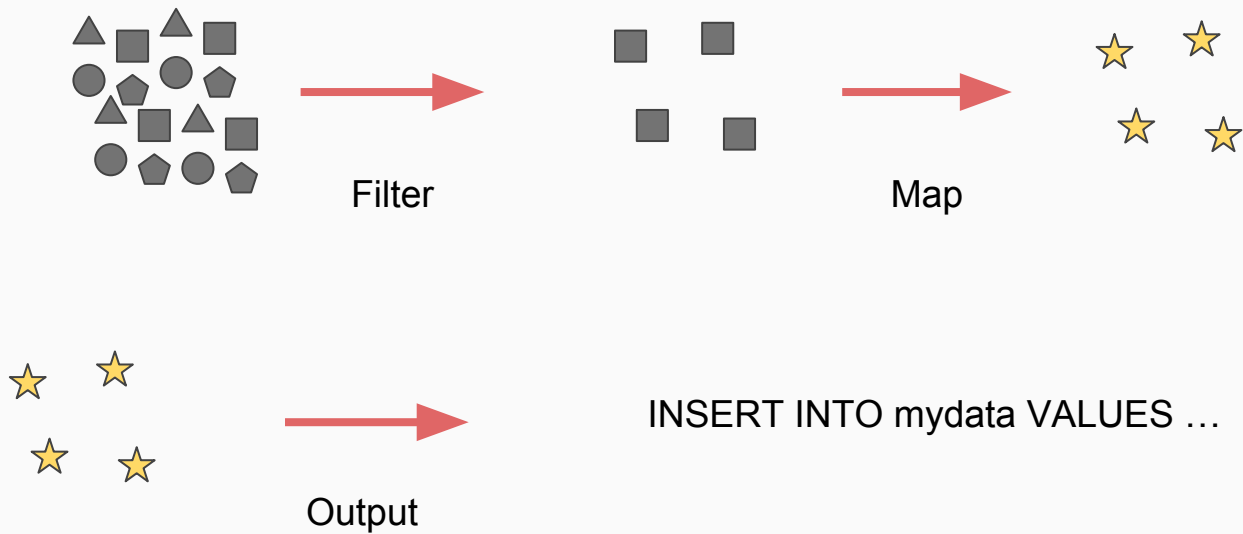 Filter
Map
INSERT INTO mydata VALUES …
Output